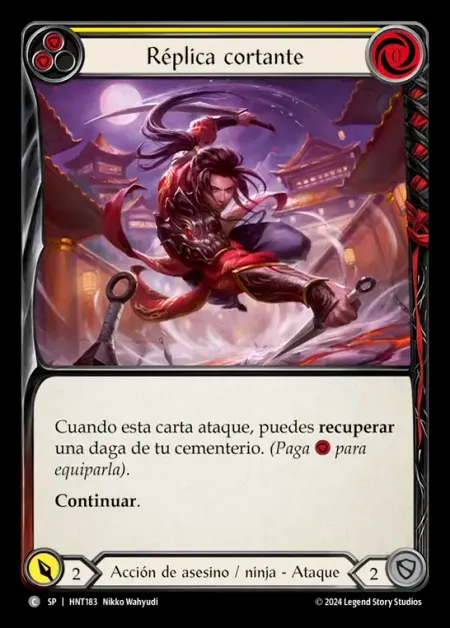 Réplica cortante
0
Cuando esta carta ataque, puedes recuperar
una daga de tu cementerio. (Paga para
equiparla).
Continuar.
2
Acción de asesino / ninja - Ataque
2
C SP | HNT183 Nikko Wahyudi
© 2024 Legend Story Studios